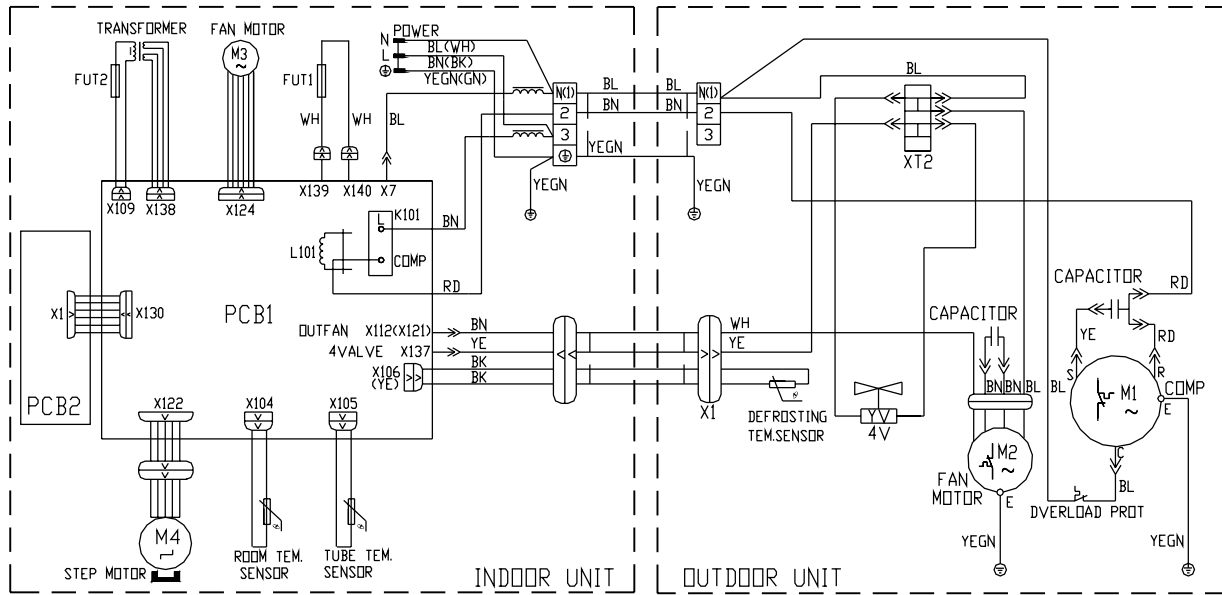 TRANSFORMER
FAN MOTOR
M3
~
FUT2
FUT1
WH
WH
BL
X109
X138
X124
X139
X140
X7
N
POWER
L
BL(WH)
BN(BK)
YEGN(GN)
N(1)
2
3
BL
BN
YEGN
YEGN
BL
BN
N(1)
2
3
YEGN
BL
XT2
L
K101
L101
COMP
BN
RD
X1
X130
PCB1
PCB2
OUTFAN X112(X121)
4VALVE X137
X106
(YE)
BN
YE
BK
BK
X1
WH
YE
DEFROSTING
TEM.SENSOR
θ
YV
4V
CAPACITOR
BN
BN
BL
M2
~
E
FAN
MOTOR
YEGN
BL
CAPACITOR
RD
YE
RD
S
R
M1
~
COMP
E
C
BL
OVERLOAD PROT
YEGN
X122
X104
X105
M4
STEP MOTOR
θ
ROOM TEM.
SENSOR
θ
TUBE TEM.
SENSOR
INDOOR UNIT
OUTDOOR UNIT